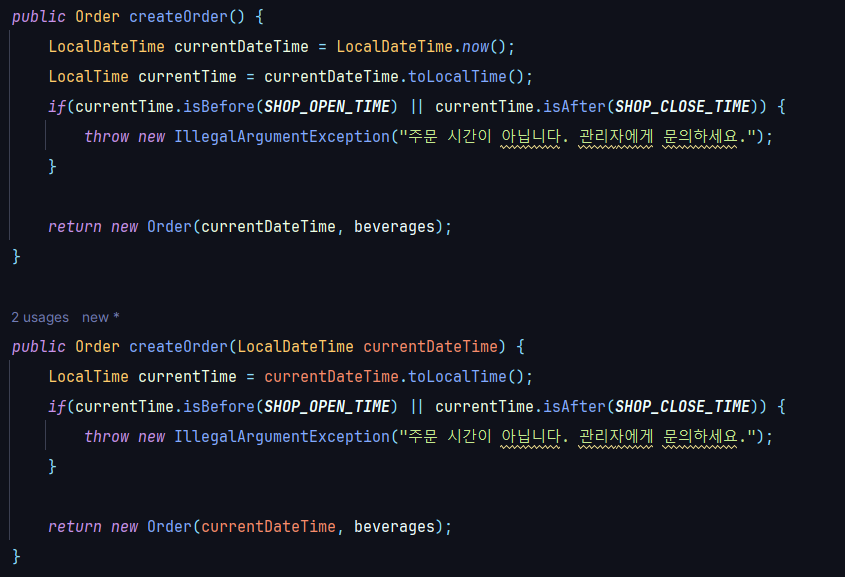 public Order createOrder() {
LocalDateTime currentDateTime = LocalDateTime.now();
LocalTime currentTime = currentDateTime.toLocalTime();
if(currentTime.isBefore(SHOP_OPEN_TIME) || currentTime.isAfter(SHOP_CLOSE_TIME)) {
throw new IllegalArgumentException("주문 시간이 아닙니다. 관리자에게 문의하세요.");
}
return new Order(currentDateTime, beverages);
}
2 usages new *
public Order createOrder(LocalDateTime currentDateTime) {
LocalTime currentTime = currentDateTime.toLocalTime();
if(currentTime.isBefore(SHOP_OPEN_TIME) || currentTime.isAfter(SHOP_CLOSE_TIME)) {
throw new IllegalArgumentException("주문 시간이 아닙니다. 관리자에게 문의하세요.");
}
return new Order(currentDateTime, beverages);
}